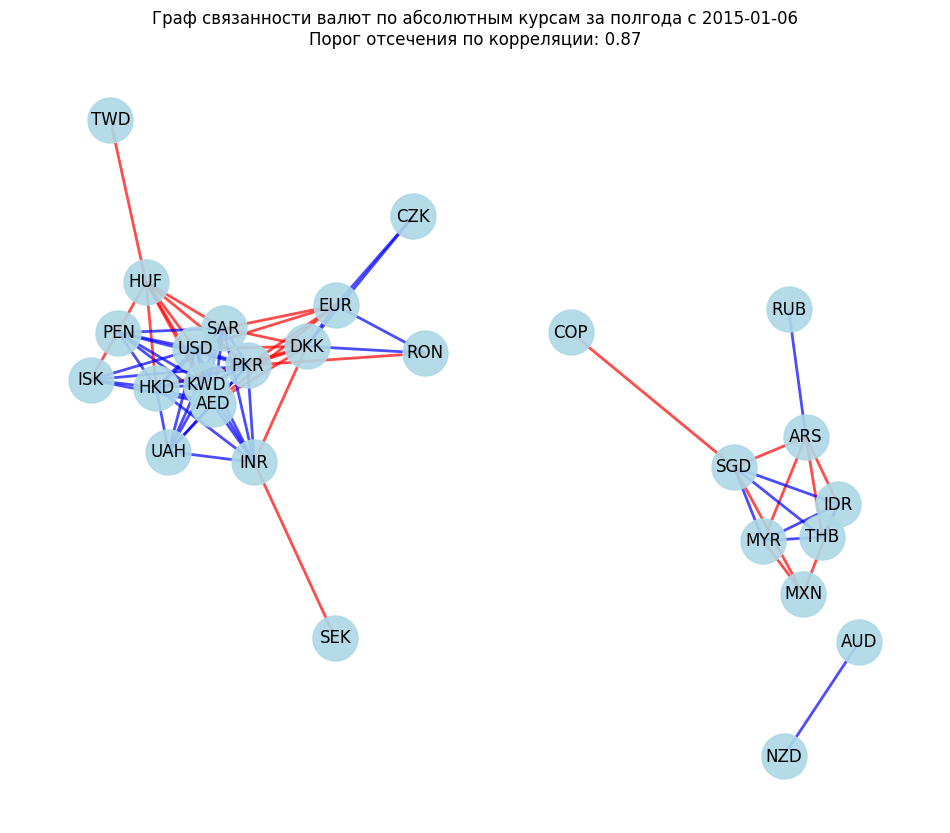 Граф связанности валют по абсолютным курсам за полгода с 2015-01-06
Порог отсечения по корреляции: 0.87
TWD
CZK
HUF
EUR
RUB
PEN
SAR
COP
USD
DKK
RON
PKR
ISK
HKD
KWD
AED
ARS
UAH
INR
SGD
IDR
MYR
THB
MXN
SEK
AUD
NZD